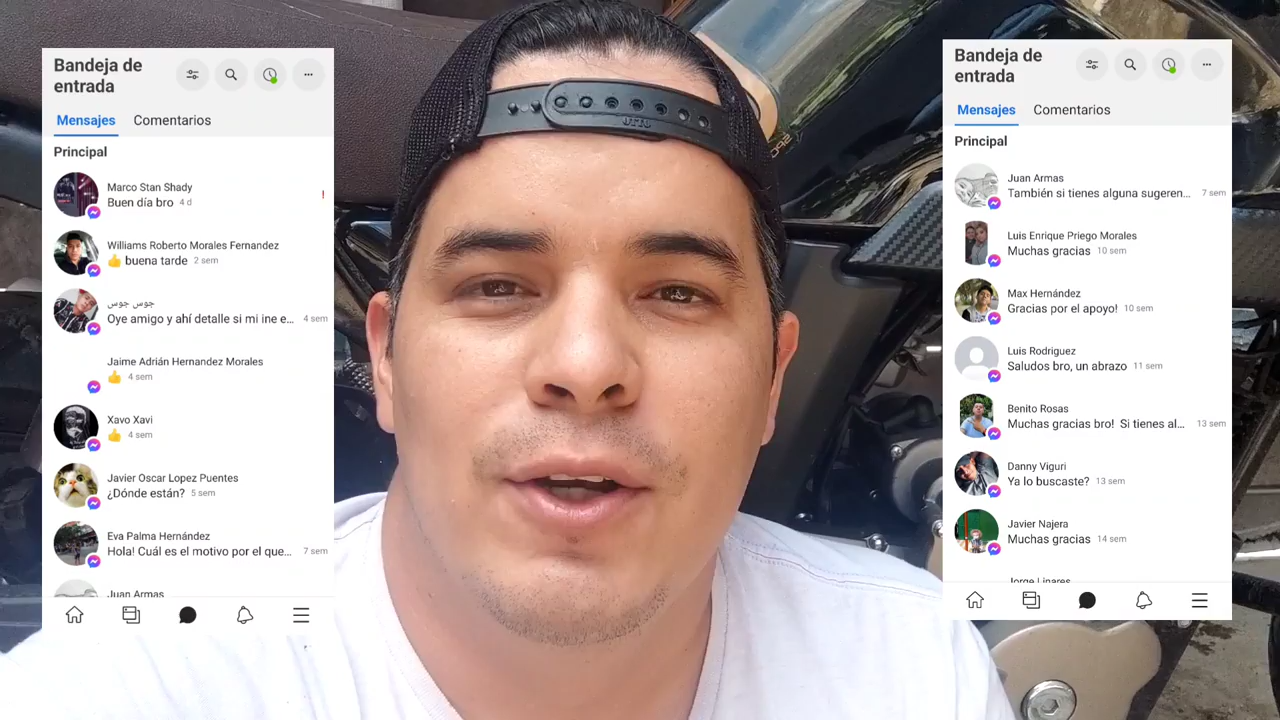 Bandeja de
entrada
Mensajes Comentarios
Principal
Marco Stan Shady
Buen día bro 4 d
!
Williams Roberto Morales Fernandez
👍 buena tarde 2 sem
جوس جوس
Oye amigo y ahí detalle si mi ine e... 4 sem
Jaime Adrián Hernandez Morales
👍 4 sem
Xavo Xavi
👍 4 sem
Javier Oscar Lopez Puentes
¿Dónde están? 5 sem
Eva Palma Hernández
Hola! Cuál es el motivo por el que... 7 sem
Juan Armas
OTTO
Bandeja de
entrada
Mensajes Comentarios
Principal
Juan Armas
También si tienes alguna sugeren... 7 sem
Luis Enrique Priego Morales
Muchas gracias 10 sem
Max Hernández
Gracias por el apoyo! 10 sem
Luis Rodriguez
Saludos bro, un abrazo 11 sem
Benito Rosas
Muchas gracias bro! Si tienes al... 13 sem
Danny Viguri
Ya lo buscaste? 13 sem
Javier Najera
Muchas gracias 14 sem
Jorge Linares